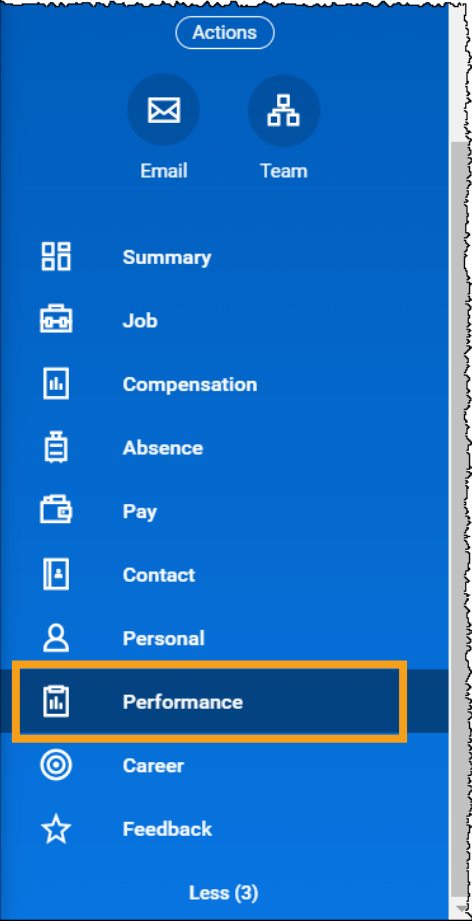 Actions
Email Team
Summary
Job
Compensation
Absence
Pay
Contact
Personal
Performance
Career
Feedback
Less (3)